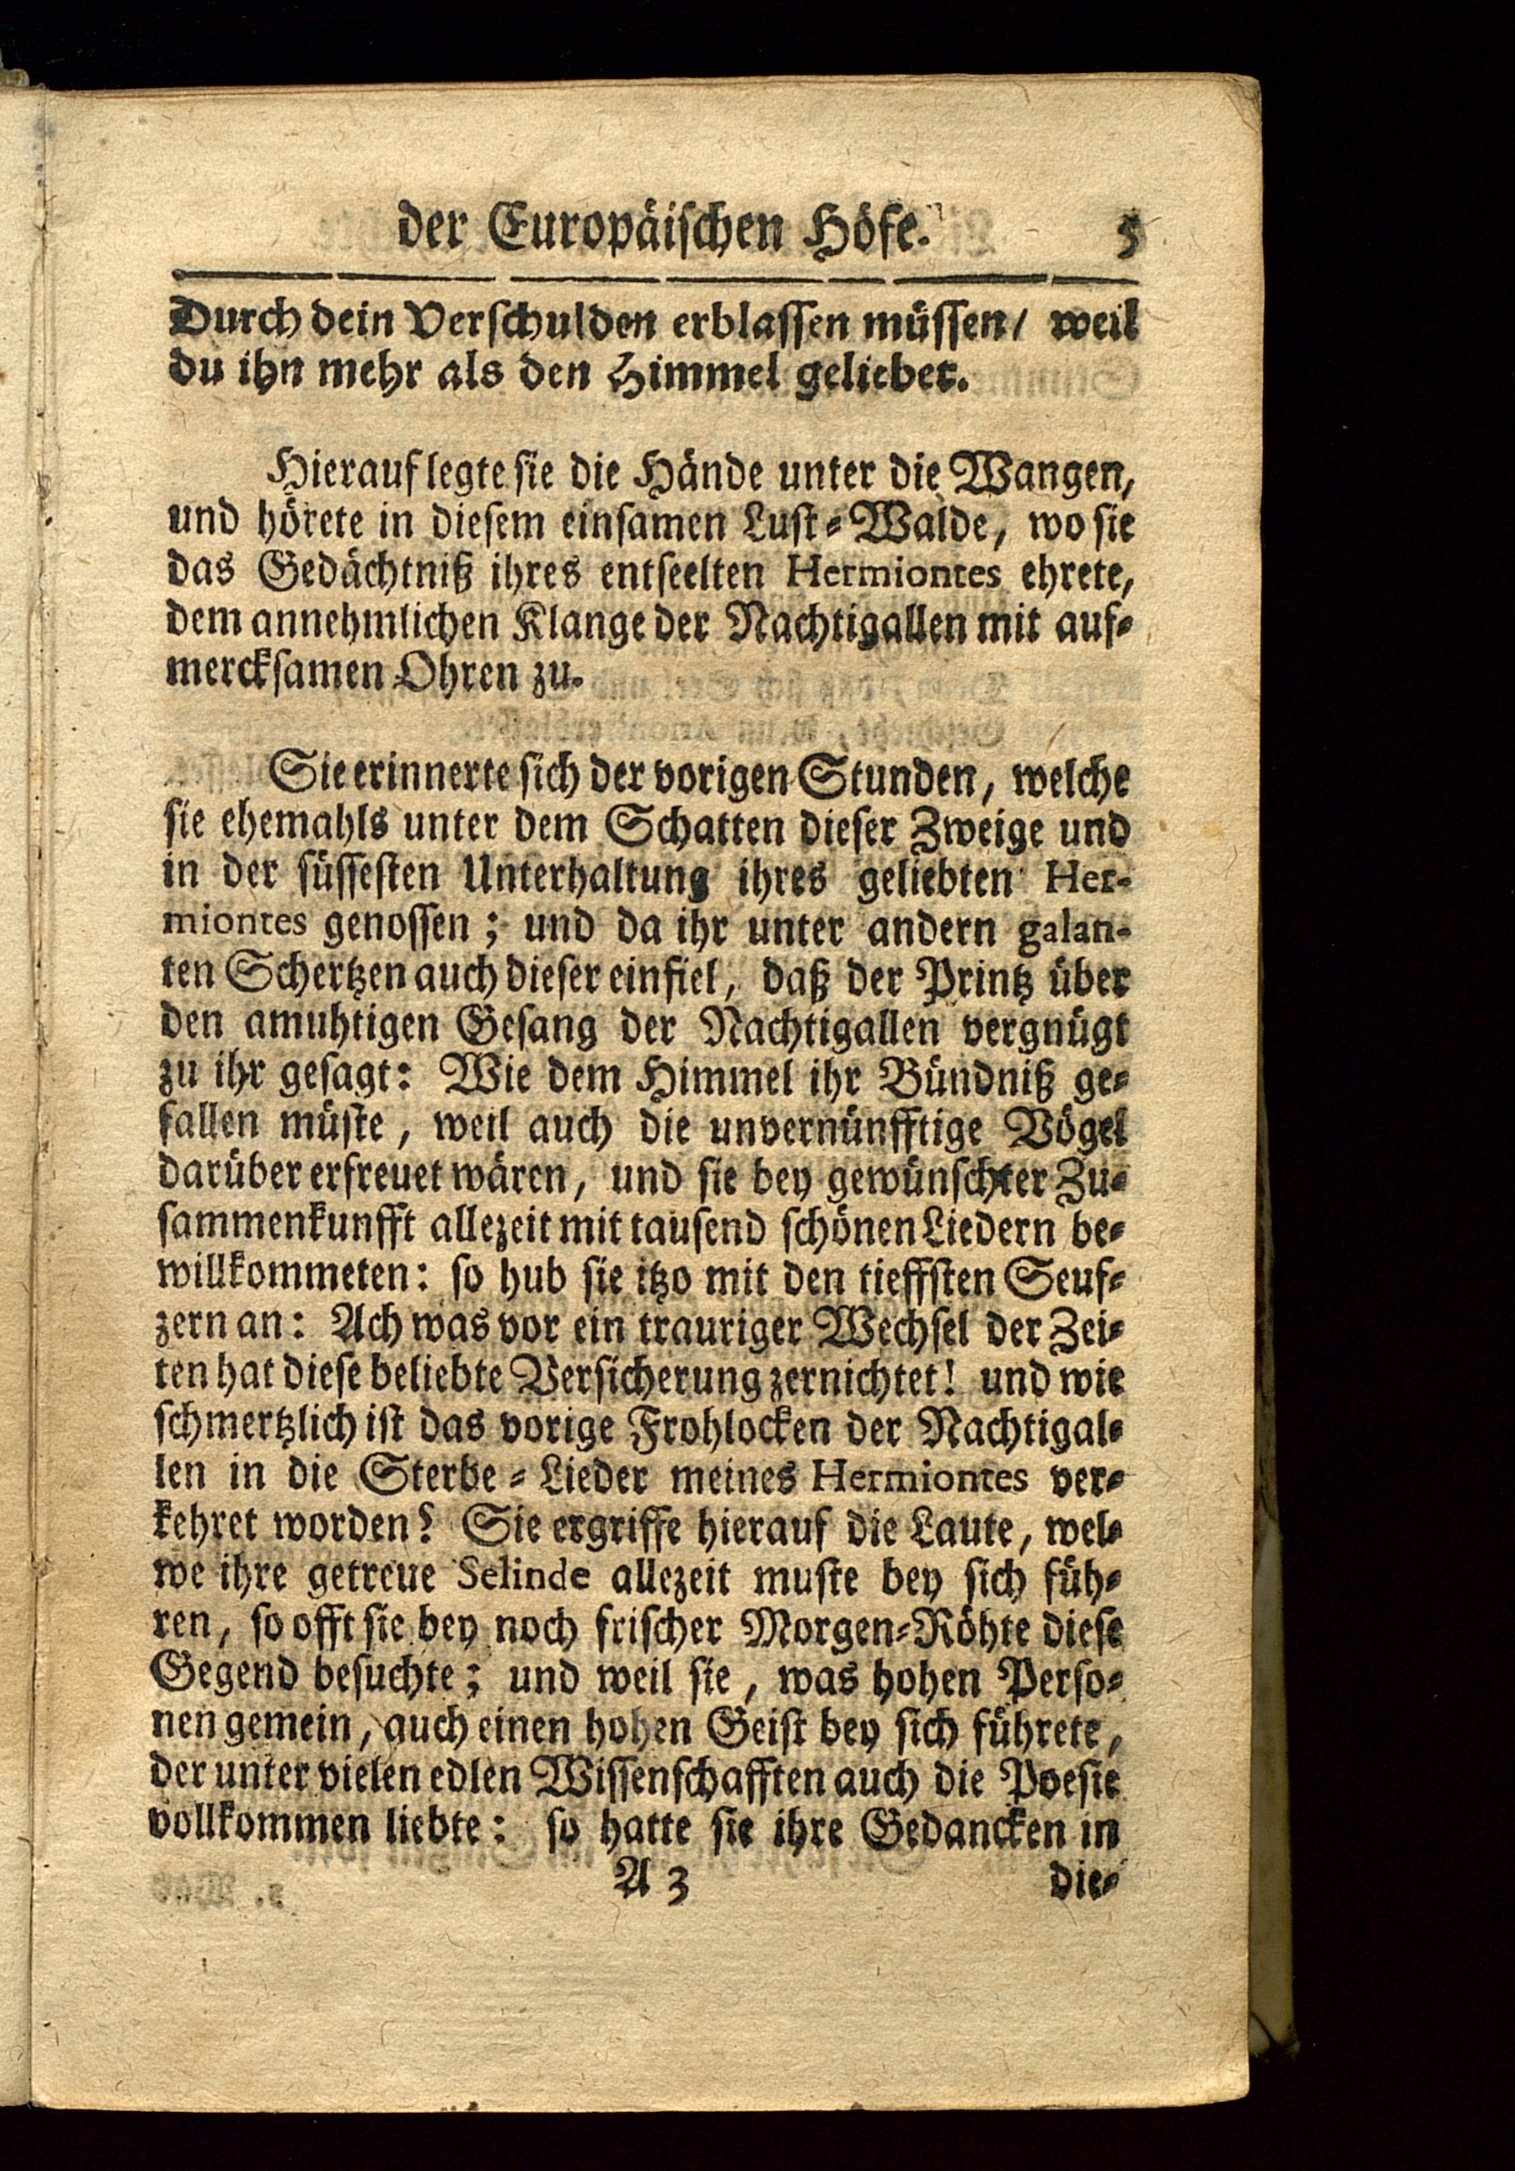 der Europäischen Höfe. 5
Durch dein Verschulden erblassen müssen/ weil
du ihn mehr als den Himmel geliebet.
Hierauf legte sie die Hände unter die Wangen,
und hörete in diesem einsamen Lust-Walde, wo sie
das Gedächtniß ihres entseelten Hermiontes ehrete,
dem annehmlichen Klange der Nachtigallen mit auf-
mercksamen Ohren zu.
Sie erinnerte sich der vorigen Stunden, welche
sie ehemahls unter dem Schatten dieser Zweige und
in der süssesten Unterhaltung ihres geliebten Her-
miontes genossen; und da ihr unter andern galan-
ten Schertzen auch dieser einfiel, daß der Printz über
den amuhtigen Gesang der Nachtigallen vergnügt
zu ihr gesagt: Wie dem Himmel ihr Bündniß ge-
fallen müste, weil auch die unvernünfftige Vögel
darüber erfreuet wären, und sie bey gewünschter Zu-
sammenkunfft allezeit mit tausend schönen Liedern be-
willkommeten: so hub sie itzo mit den tieffsten Seuf-
zern an: Ach was vor ein trauriger Wechsel der Zei-
ten hat diese beliebte Versicherung zernichtet! und wie
schmertzlich ist das vorige Frohlocken der Nachtigal-
len in die Sterbe-Lieder meines Hermiontes ver-
kehret worden? Sie ergriffe hierauf die Laute, wel-
we ihre getreue Selinde allezeit muste bey sich füh-
ren, so offt sie bey noch frischer Morgen-Röhte diese
Gegend besuchte; und weil sie, was hohen Perso-
nen gemein, auch einen hohen Geist bey sich führete,
der unter vielen edlen Wissenschafften auch die Poesie
vollkommen liebte: so hatte sie ihre Gedancken in
A 3 die-